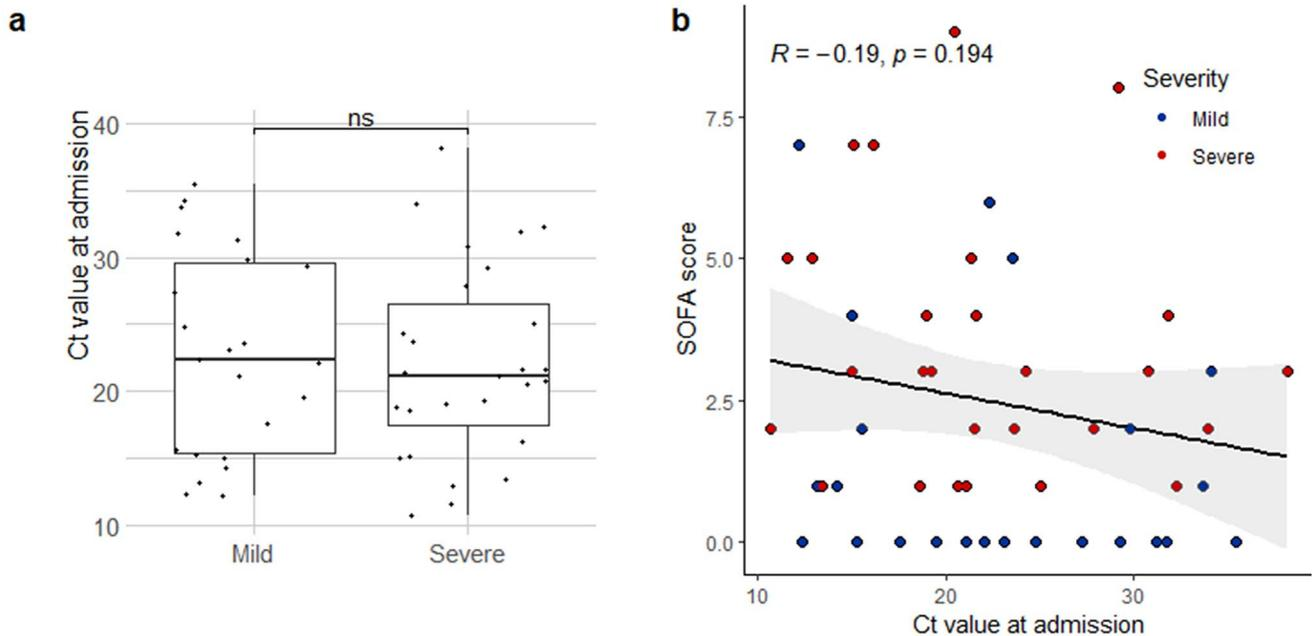 a
Ct value at admission
40
30
20
10
ns
Mild
Severe
b
R = −0.19, p = 0.194
Severity
Mild
Severe
SOFA score
7.5
5.0
2.5
0.0
10
20
30
Ct value at admission